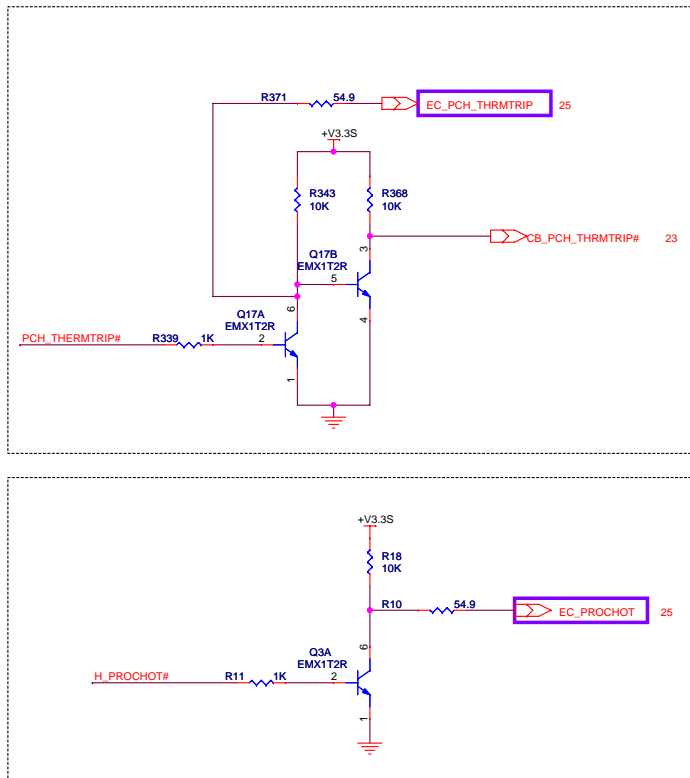 R371 54.9 EC_PCH_THRMTRIP 25
+V3.3S
R343
10K
R368
10K
3
CB_PCH_THRMTRIP# 23
Q17B
EMX1T2R
5
6
4
Q17A
EMX1T2R
PCH_THERMTRIP# R339 1K 2
1
+V3.3S
R18
10K
R10 54.9 EC_PROCHOT 25
6
Q3A
EMX1T2R
H_PROCHOT# R11 1K 2
1